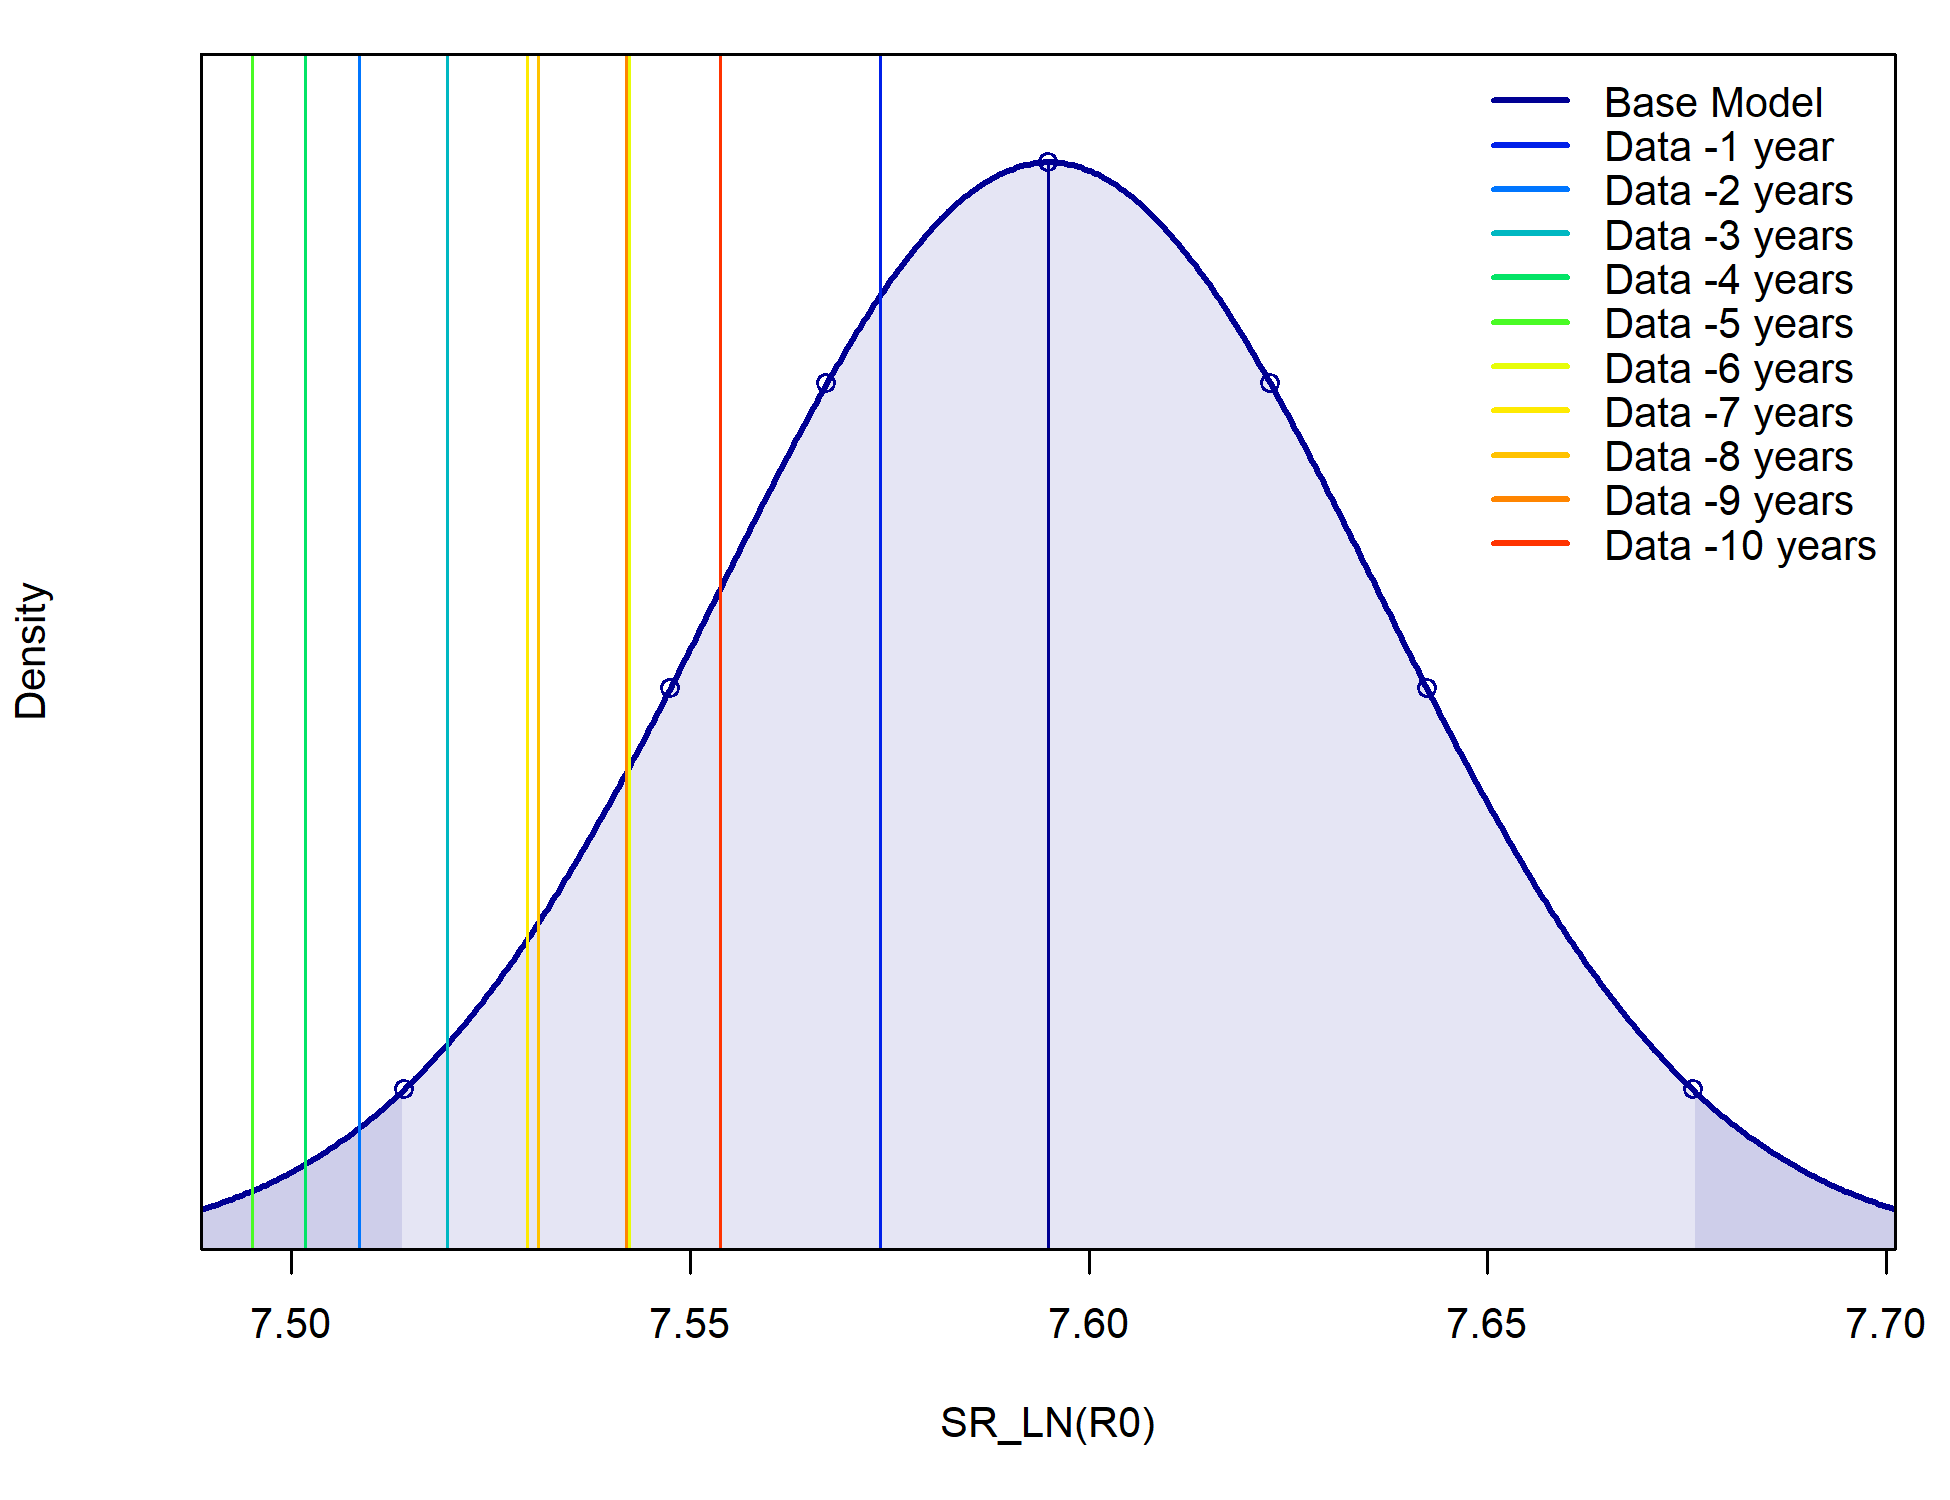 Base Model
Data -1 year
Data -2 years
Data -3 years
Data -4 years
Data -5 years
Data -6 years
Data -7 years
Data -8 years
Data -9 years
Data -10 years
Density
7.50 7.55 7.60 7.65 7.70
SR_LN(R0)